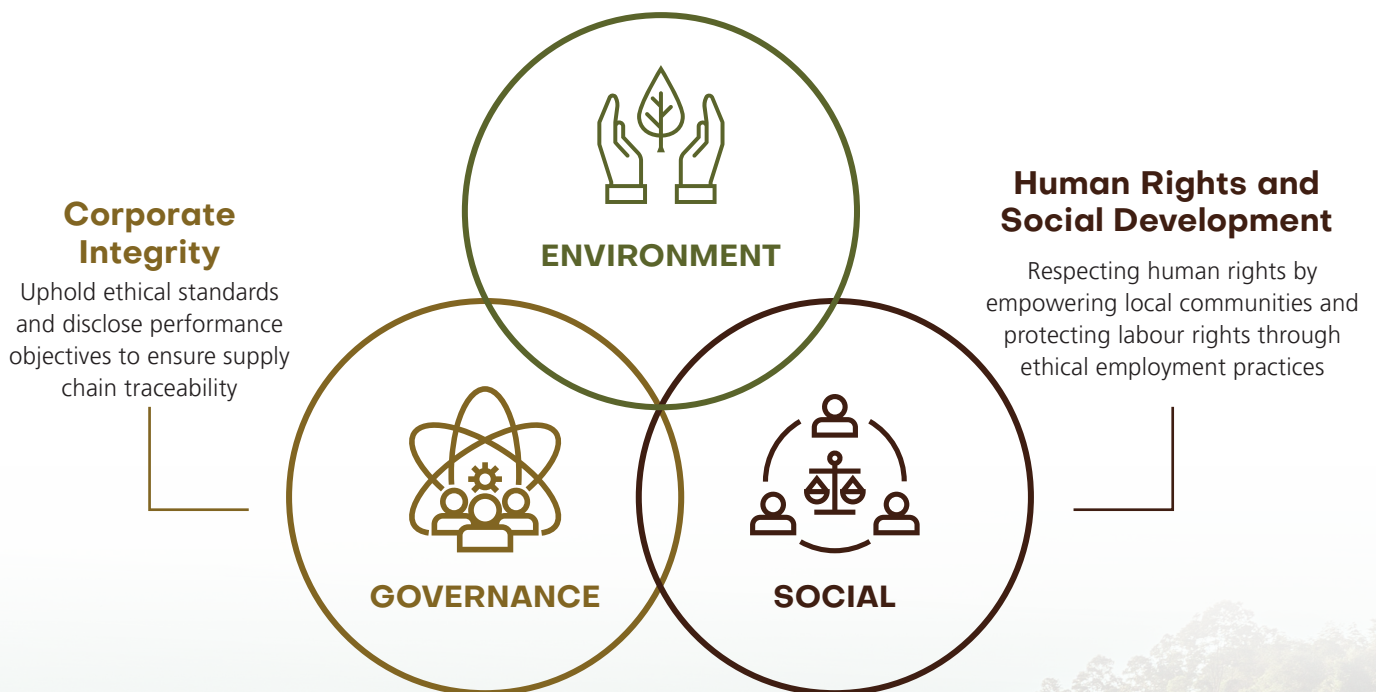 ENVIRONMENT
Corporate
Integrity
Uphold ethical standards
and disclose performance
objectives to ensure supply
chain traceability
Human Rights and
Social Development
Respecting human rights by
empowering local communities and
protecting labour rights through
ethical employment practices
GOVERNANCE
SOCIAL